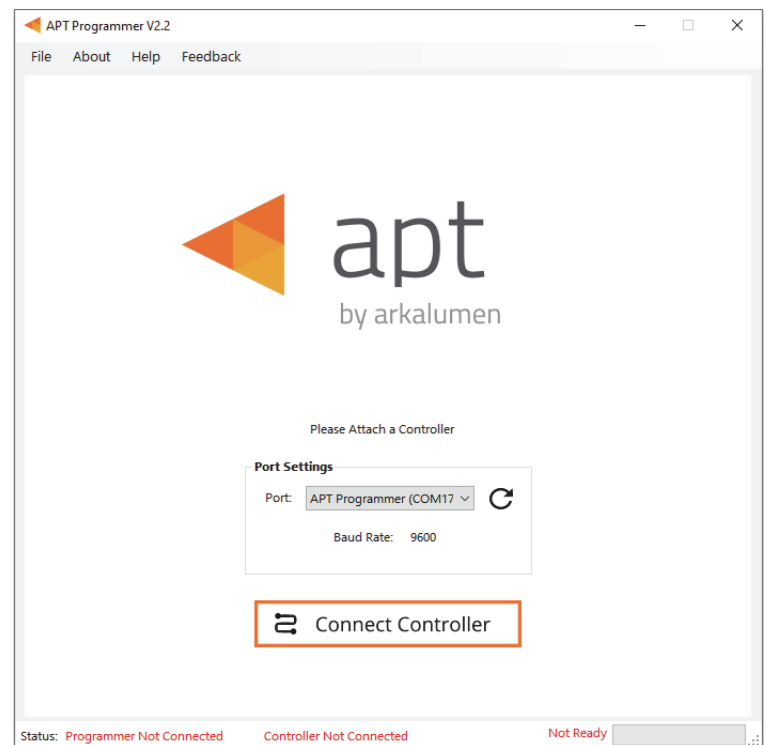 APT Programmer V2.2
File About Help Feedback
apt
by arkalumen
Please Attach a Controller
Port Settings
Port: APT Programmer (COM17
Baud Rate: 9600
Connect Controller
Status: Programmer Not Connected Controller Not Connected Not Ready